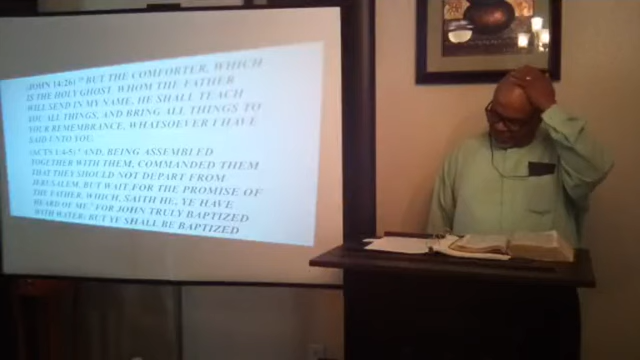 (JOHN 14:26) ²⁶ BUT THE COMFORTER, WHICH
IS THE HOLY GHOST, WHOM THE FATHER
WILL SEND IN MY NAME, HE SHALL TEACH
YOU ALL THINGS, AND BRING ALL THINGS TO
YOUR REMEMBRANCE, WHATSOEVER I HAVE
SAID UNTO YOU.
(ACTS 1:4-5) ⁴ AND, BEING ASSEMBLED
TOGETHER WITH THEM, COMMANDED THEM
THAT THEY SHOULD NOT DEPART FROM
JERUSALEM, BUT WAIT FOR THE PROMISE OF
THE FATHER, WHICH, SAITH HE, YE HAVE
HEARD OF ME. ⁵ FOR JOHN TRULY BAPTIZED
WITH WATER; BUT YE SHALL BE BAPTIZED